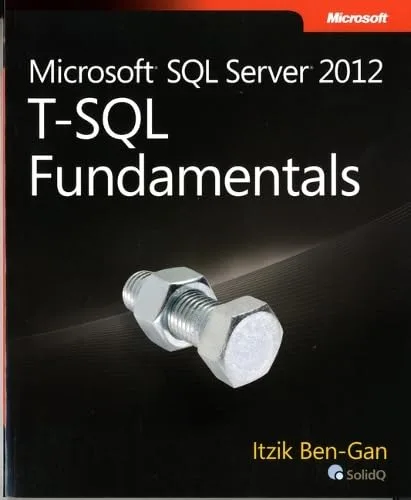 Microsoft
Microsoft® SQL Server® 2012
T-SQL
Fundamentals
Itzik Ben-Gan
SolidQ